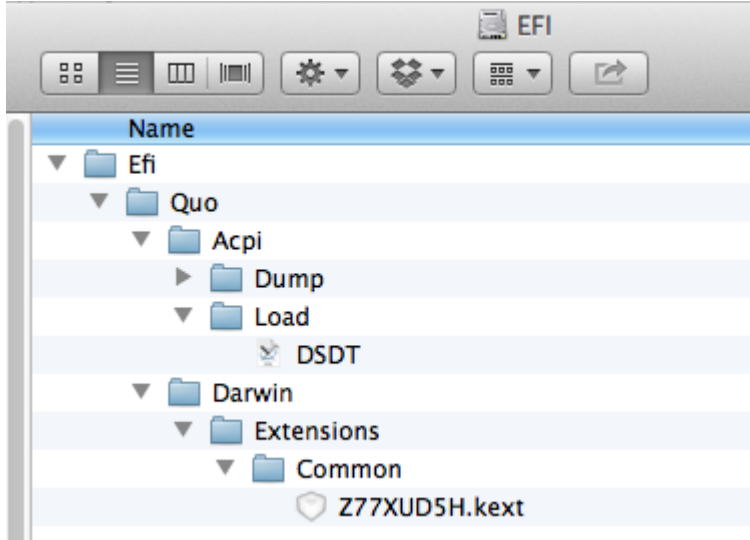 EFI
Name
Efi
Quo
Acpi
Dump
Load
DSDT
Darwin
Extensions
Common
Z77XUD5H.kext